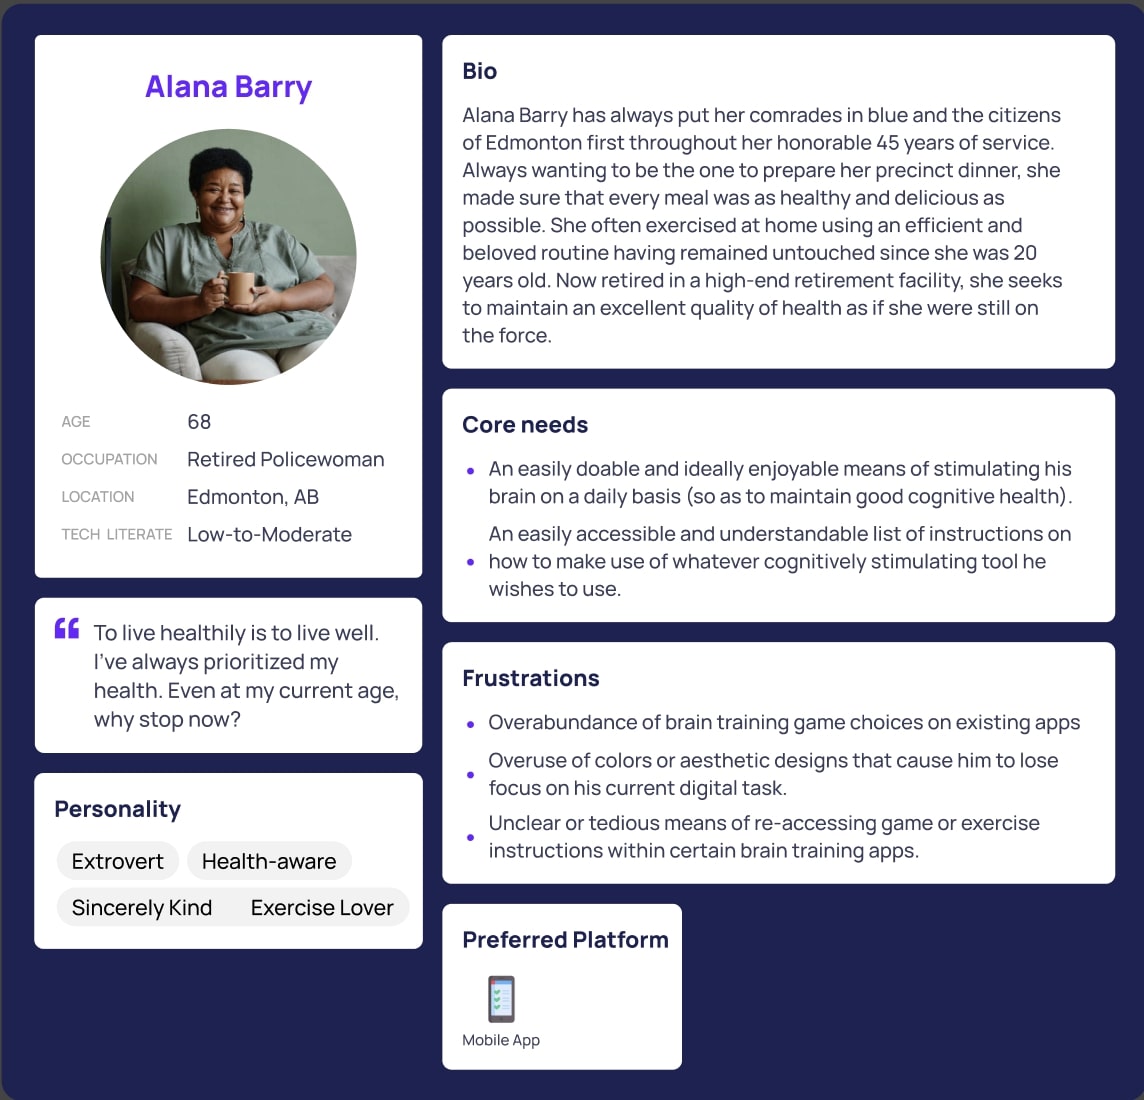 Alana Barry
AGE 68
OCCUPATION Retired Policewoman
LOCATION Edmonton, AB
TECH LITERATE Low-to-Moderate
To live healthily is to live well.
I’ve always prioritized my
health. Even at my current age,
why stop now?
Personality
Extrovert Health-aware
Sincerely Kind Exercise Lover
Bio
Alana Barry has always put her comrades in blue and the citizens
of Edmonton first throughout her honorable 45 years of service.
Always wanting to be the one to prepare her precinct dinner, she
made sure that every meal was as healthy and delicious as
possible. She often exercised at home using an efficient and
beloved routine having remained untouched since she was 20
years old. Now retired in a high-end retirement facility, she seeks
to maintain an excellent quality of health as if she were still on
the force.
Core needs
An easily doable and ideally enjoyable means of stimulating his
brain on a daily basis (so as to maintain good cognitive health).
An easily accessible and understandable list of instructions on
how to make use of whatever cognitively stimulating tool he
wishes to use.
Frustrations
Overabundance of brain training game choices on existing apps
Overuse of colors or aesthetic designs that cause him to lose
focus on his current digital task.
Unclear or tedious means of re-accessing game or exercise
instructions within certain brain training apps.
Preferred Platform
Mobile App